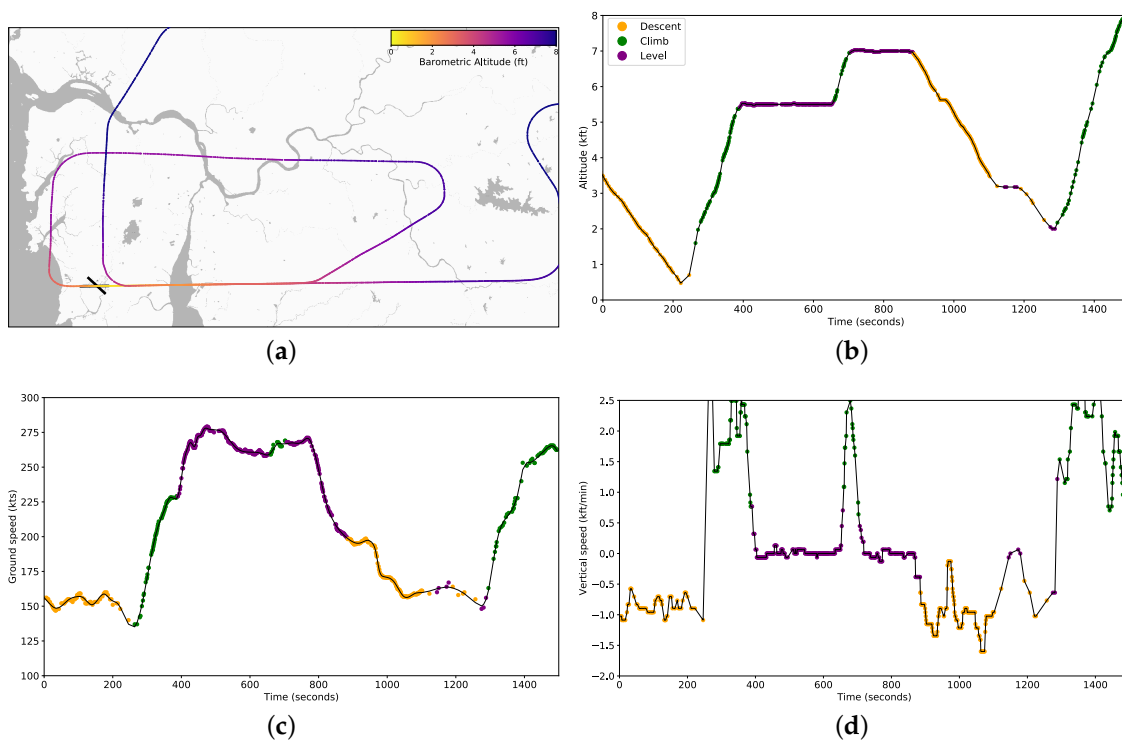 0 2 4 6 8
Barometric Altitude (ft)
(a)
8
7
6
5
4
3
2
1
0
Altitude (kft)
Descent
Climb
Level
0 200 400 600 800 1000 1200 1400
Time (seconds)
(b)
300
275
250
225
200
175
150
125
100
Ground speed (kts)
0 200 400 600 800 1000 1200 1400
Time (seconds)
(c)
2.5
2.0
1.5
1.0
0.5
0.0
−0.5
−1.0
−1.5
−2.0
Vertical speed (kft/min)
0 200 400 600 800 1000 1200 1400
Time (seconds)
(d)